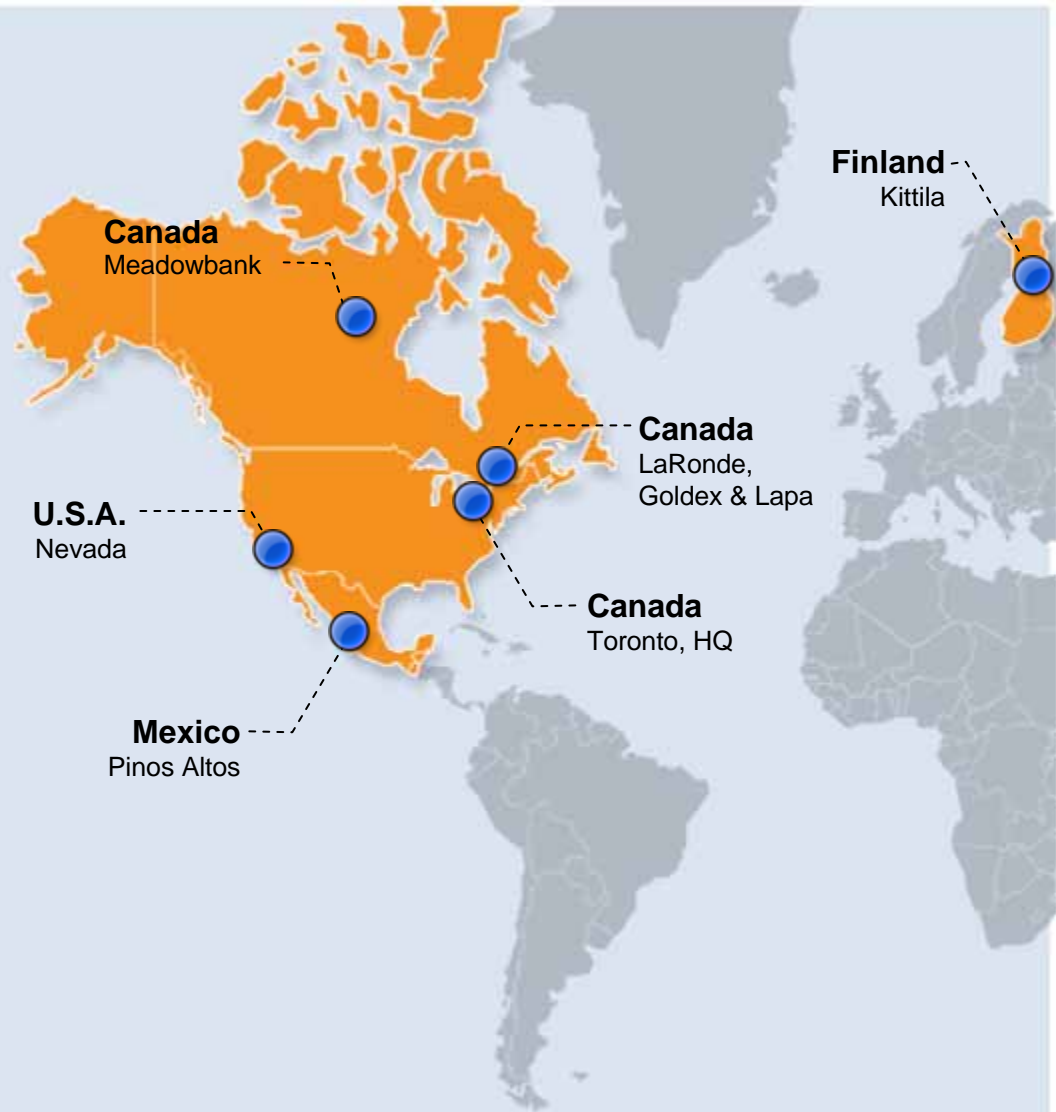 Finland
Kittila
Canada
Meadowbank
Canada
LaRonde,
Goldex & Lapa
U.S.A.
Nevada
Canada
Toronto, HQ
Mexico
Pinos Altos